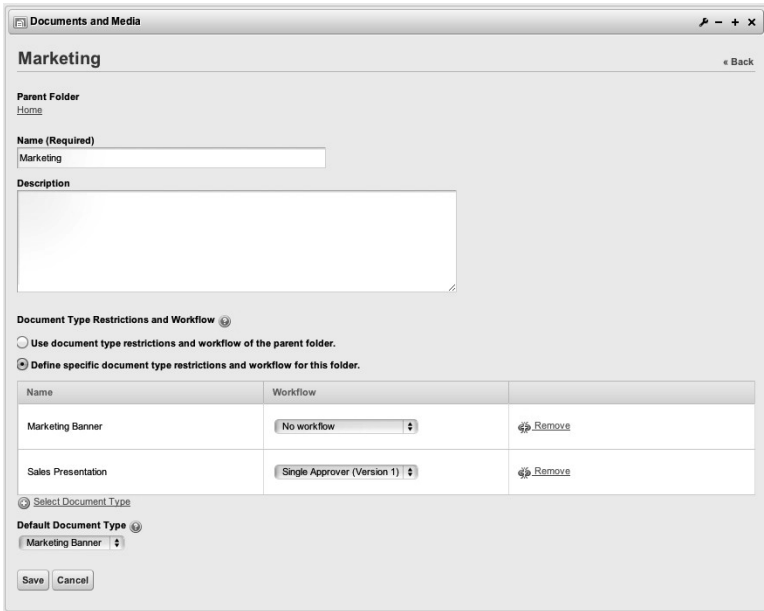 Documents and Media
Marketing
« Back
Parent Folder
Home
Name (Required)
Marketing
Description
Document Type Restrictions and Workflow
Use document type restrictions and workflow of the parent folder.
Define specific document type restrictions and workflow for this folder.
Name Workflow
Marketing Banner No workflow Remove
Sales Presentation Single Approver (Version 1) Remove
Select Document Type
Default Document Type
Marketing Banner
Save Cancel